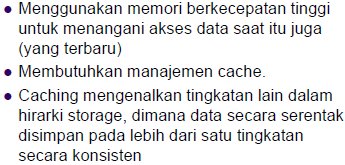 • Menggunakan memori berkecepatan tinggi
untuk menangani akses data saat itu juga
(yang terbaru)
• Membutuhkan manajemen cache.
• Caching mengenalkan tingkatan lain dalam
hirarki storage, dimana data secara serentak
disimpan pada lebih dari satu tingkatan
secara konsisten